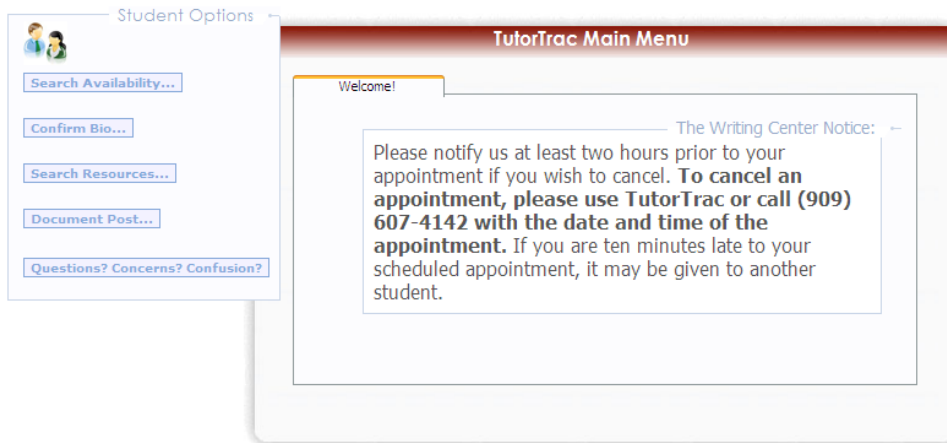 Student Options
Search Availability...
Confirm Bio...
Search Resources...
Document Post...
Questions? Concerns? Confusion?
TutorTrac Main Menu
Welcome!
The Writing Center Notice:
Please notify us at least two hours prior to your
appointment if you wish to cancel. To cancel an
appointment, please use TutorTrac or call (909)
607-4142 with the date and time of the
appointment. If you are ten minutes late to your
scheduled appointment, it may be given to another
student.